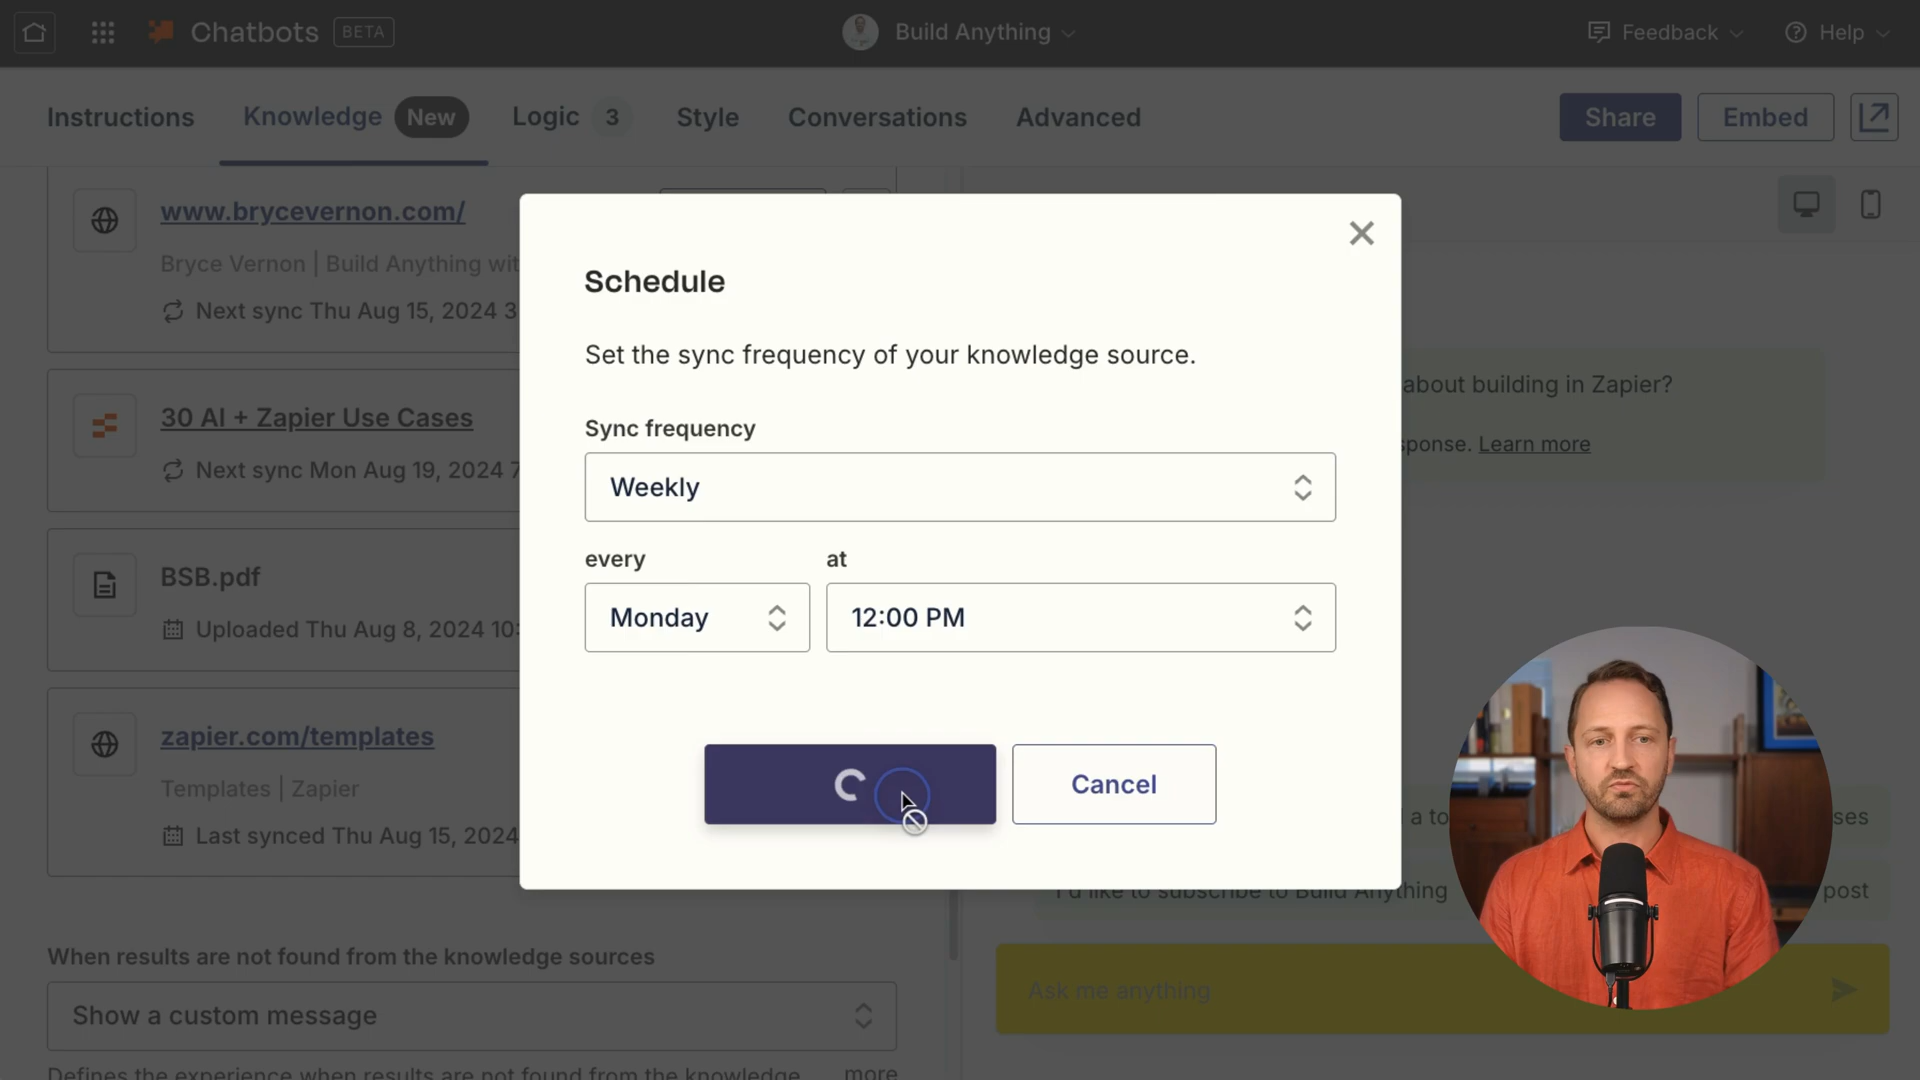 Chatbots BETA
Build Anything
Feedback
Help
Instructions
Knowledge New
Logic 3
Style
Conversations
Advanced
Share
Embed
www.brycevernon.com/
Bryce Vernon | Build Anything wit
Next sync Thu Aug 15, 2024 3
30 AI + Zapier Use Cases
Next sync Mon Aug 19, 2024 7
BSB.pdf
Uploaded Thu Aug 8, 2024 10:
zapier.com/templates
Templates | Zapier
Last synced Thu Aug 15, 2024
When results are not found from the knowledge sources
Show a custom message
Defines the experience when results are not found from the knowledge more
Schedule
Set the sync frequency of your knowledge source.
Sync frequency
Weekly
every at
Monday 12:00 PM
Cancel
about building in Zapier?
sponse. Learn more
a to ses
I'd like to subscribe to Build Anything post
Ask me anything